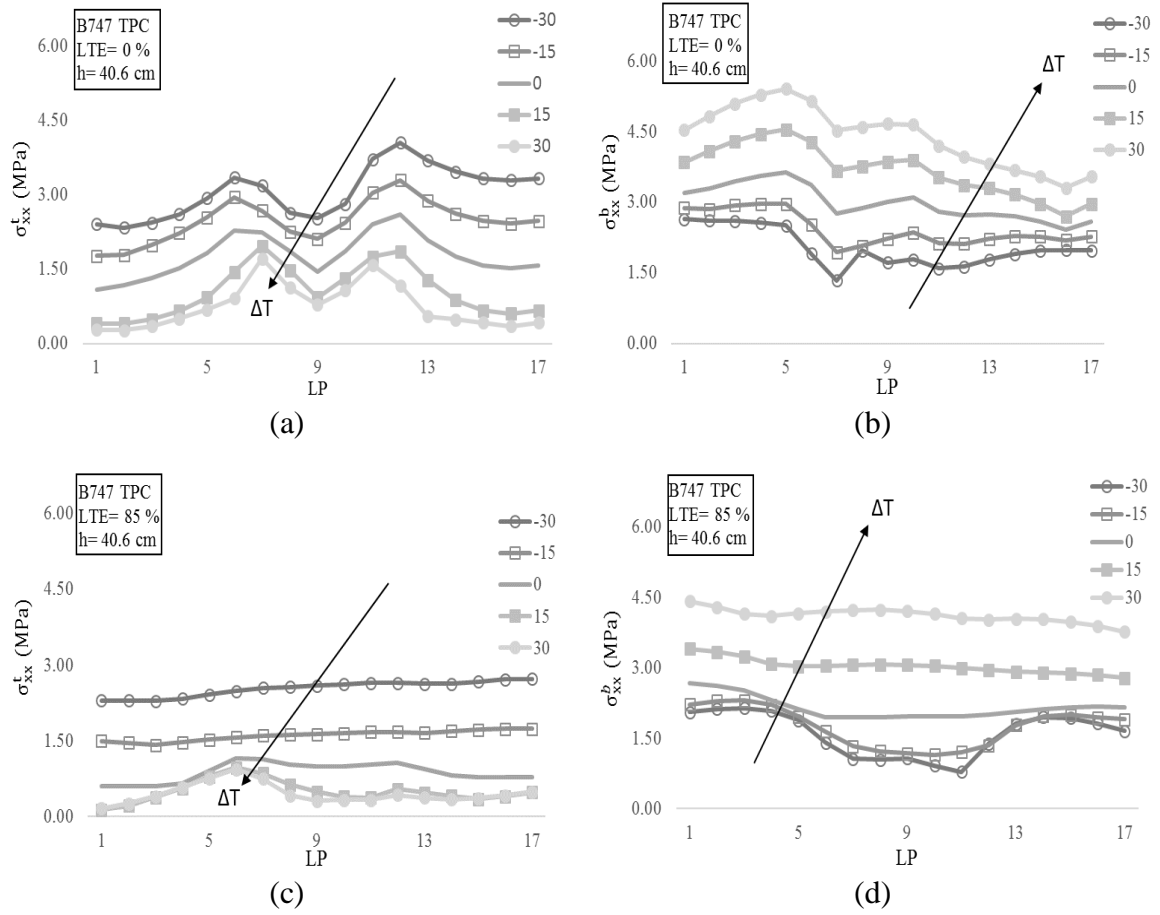 B747 TPC
LTE= 0 %
h= 40.6 cm
-30
-15
0
15
30
6.00
4.50
3.00
1.50
0.00
σᵗxx (MPa)
ΔT
1 5 9 13 17
LP
(a)
B747 TPC
LTE= 0 %
h= 40.6 cm
-30
-15
0
15
30
6.00
4.50
3.00
1.50
0.00
σᵇxx (MPa)
ΔT
1 5 9 13 17
LP
(b)
B747 TPC
LTE= 85 %
h= 40.6 cm
-30
-15
0
15
30
6.00
4.50
3.00
1.50
0.00
σᵗxx (MPa)
ΔT
1 5 9 13 17
LP
(c)
B747 TPC
LTE= 85 %
h= 40.6 cm
-30
-15
0
15
30
6.00
4.50
3.00
1.50
0.00
σᵇxx (MPa)
ΔT
1 5 9 13 17
LP
(d)